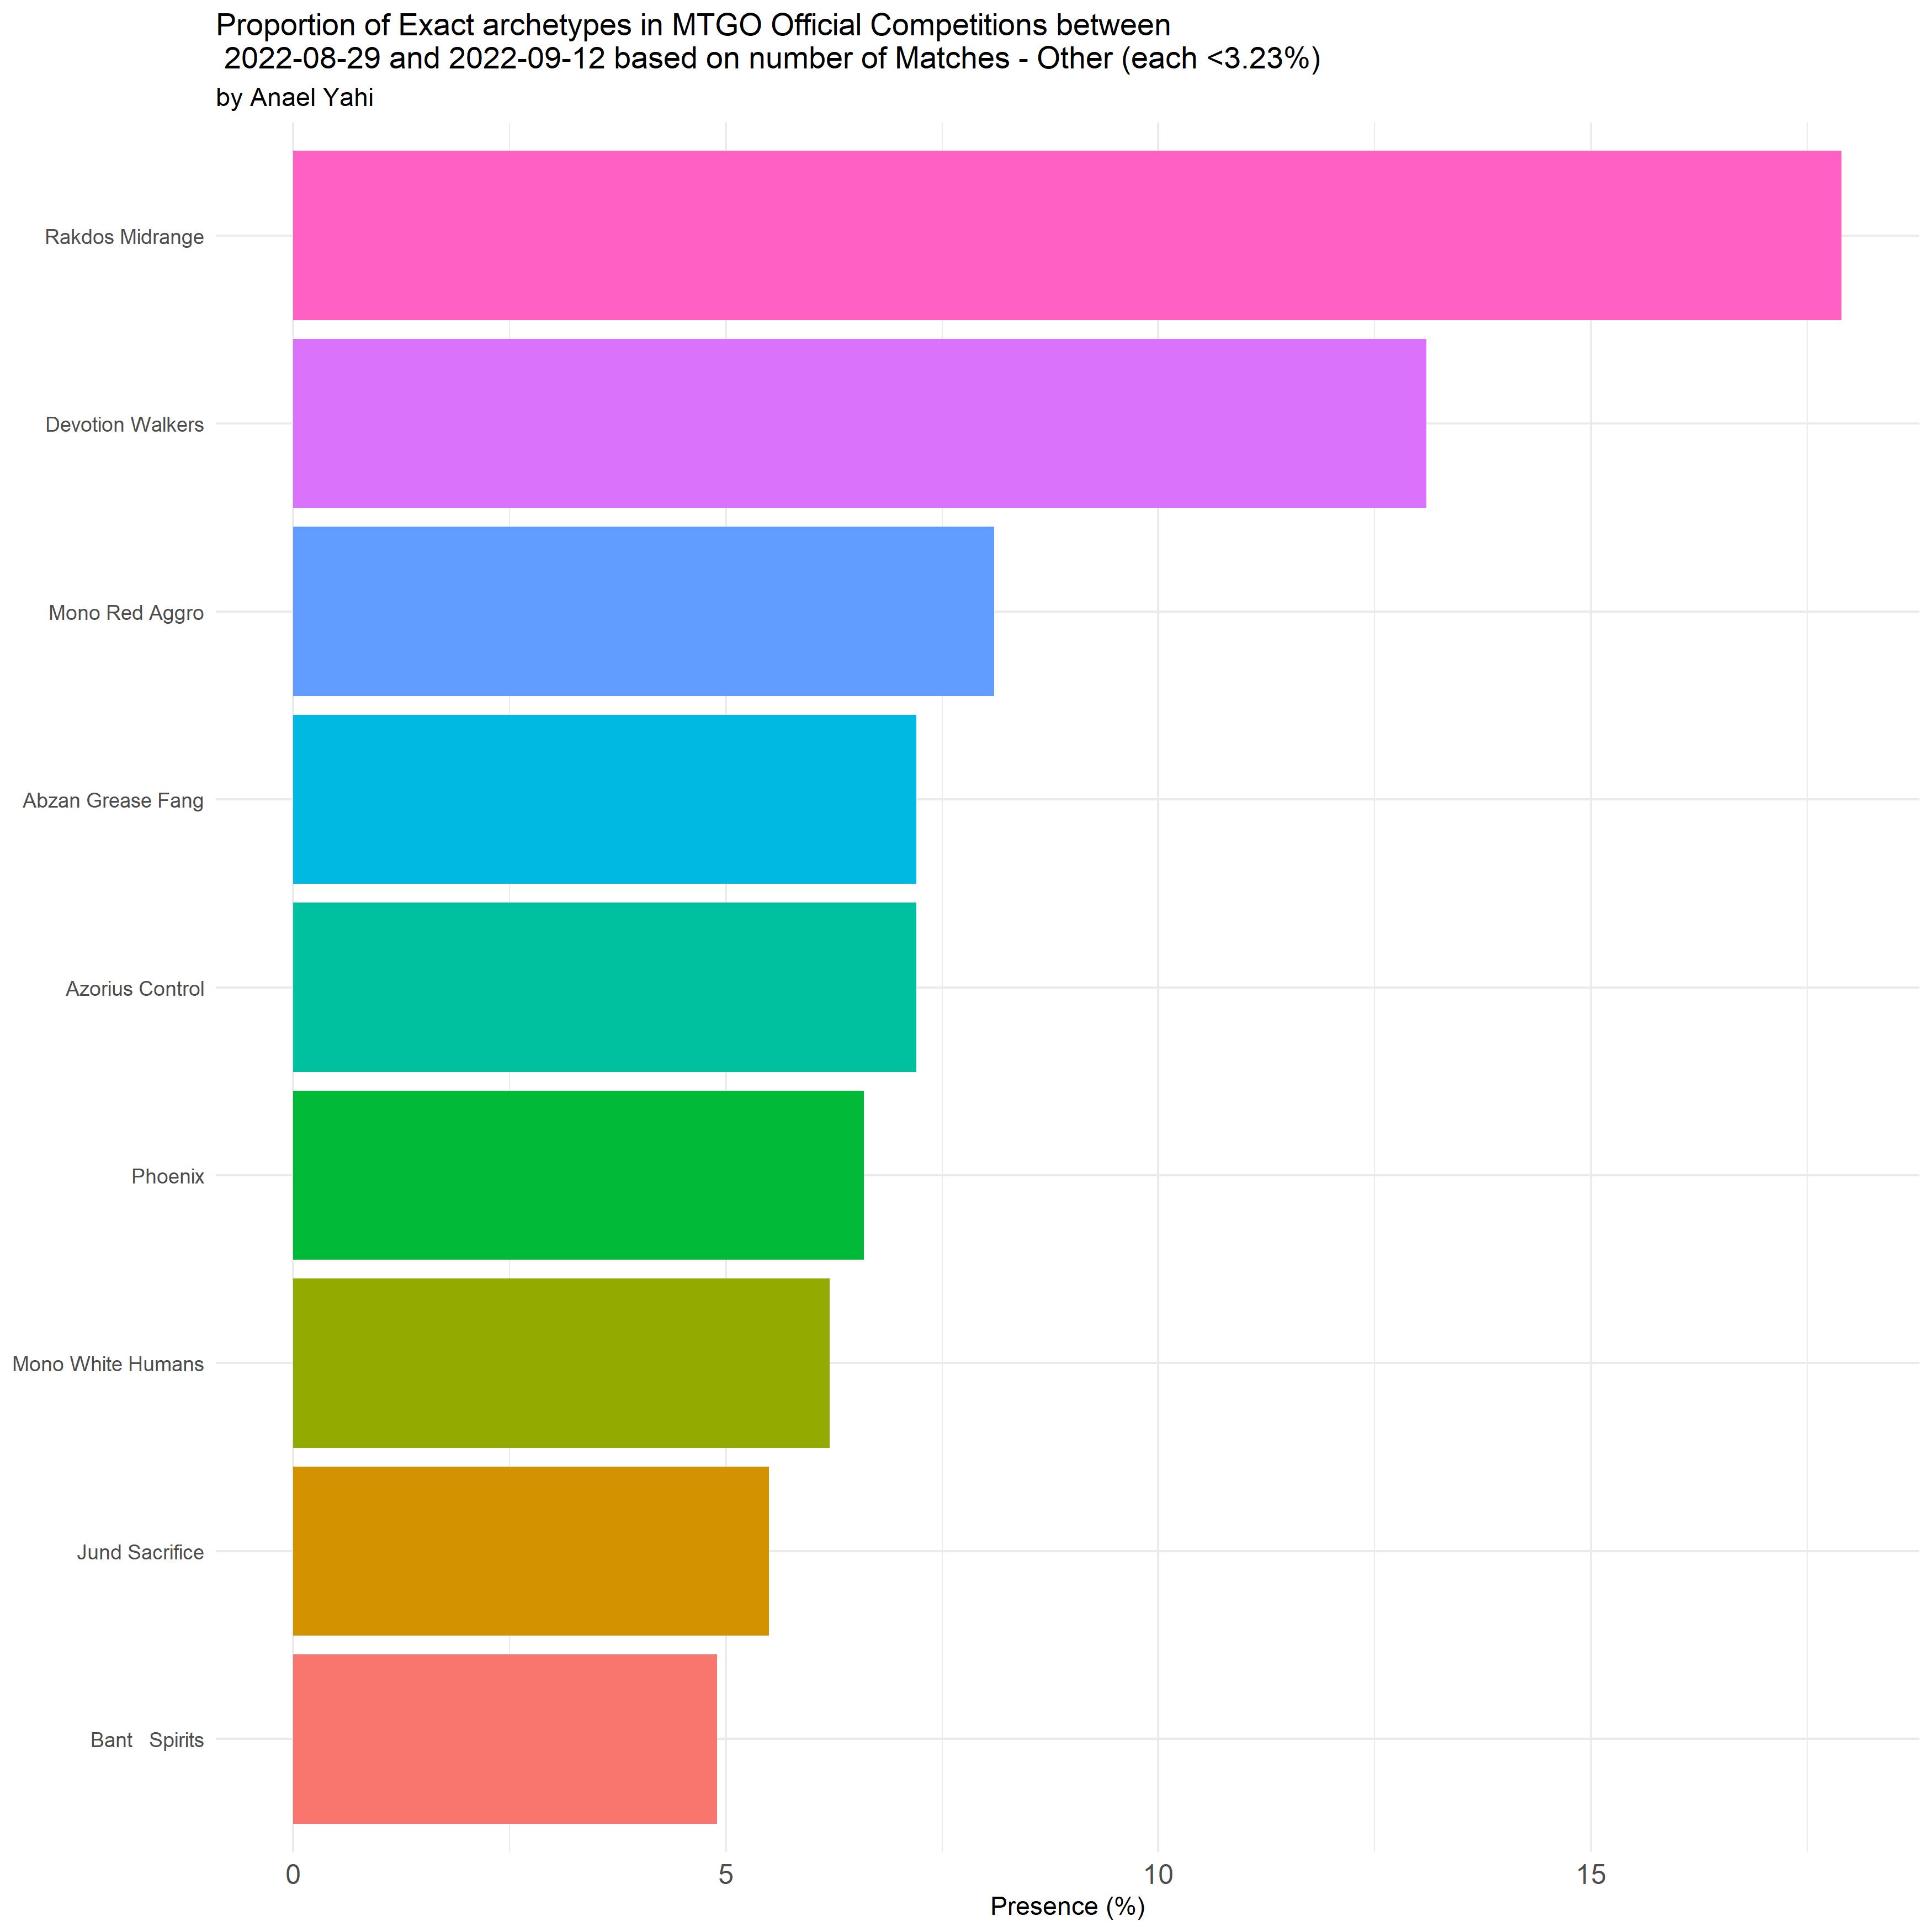 Proportion of Exact archetypes in MTGO Official Competitions between
2022-08-29 and 2022-09-12 based on number of Matches - Other (each <3.23%)
by Anael Yahi
Rakdos Midrange
Devotion Walkers
Mono Red Aggro
Abzan Grease Fang
Azorius Control
Phoenix
Mono White Humans
Jund Sacrifice
Bant   Spirits
0 5 10 15
Presence (%)